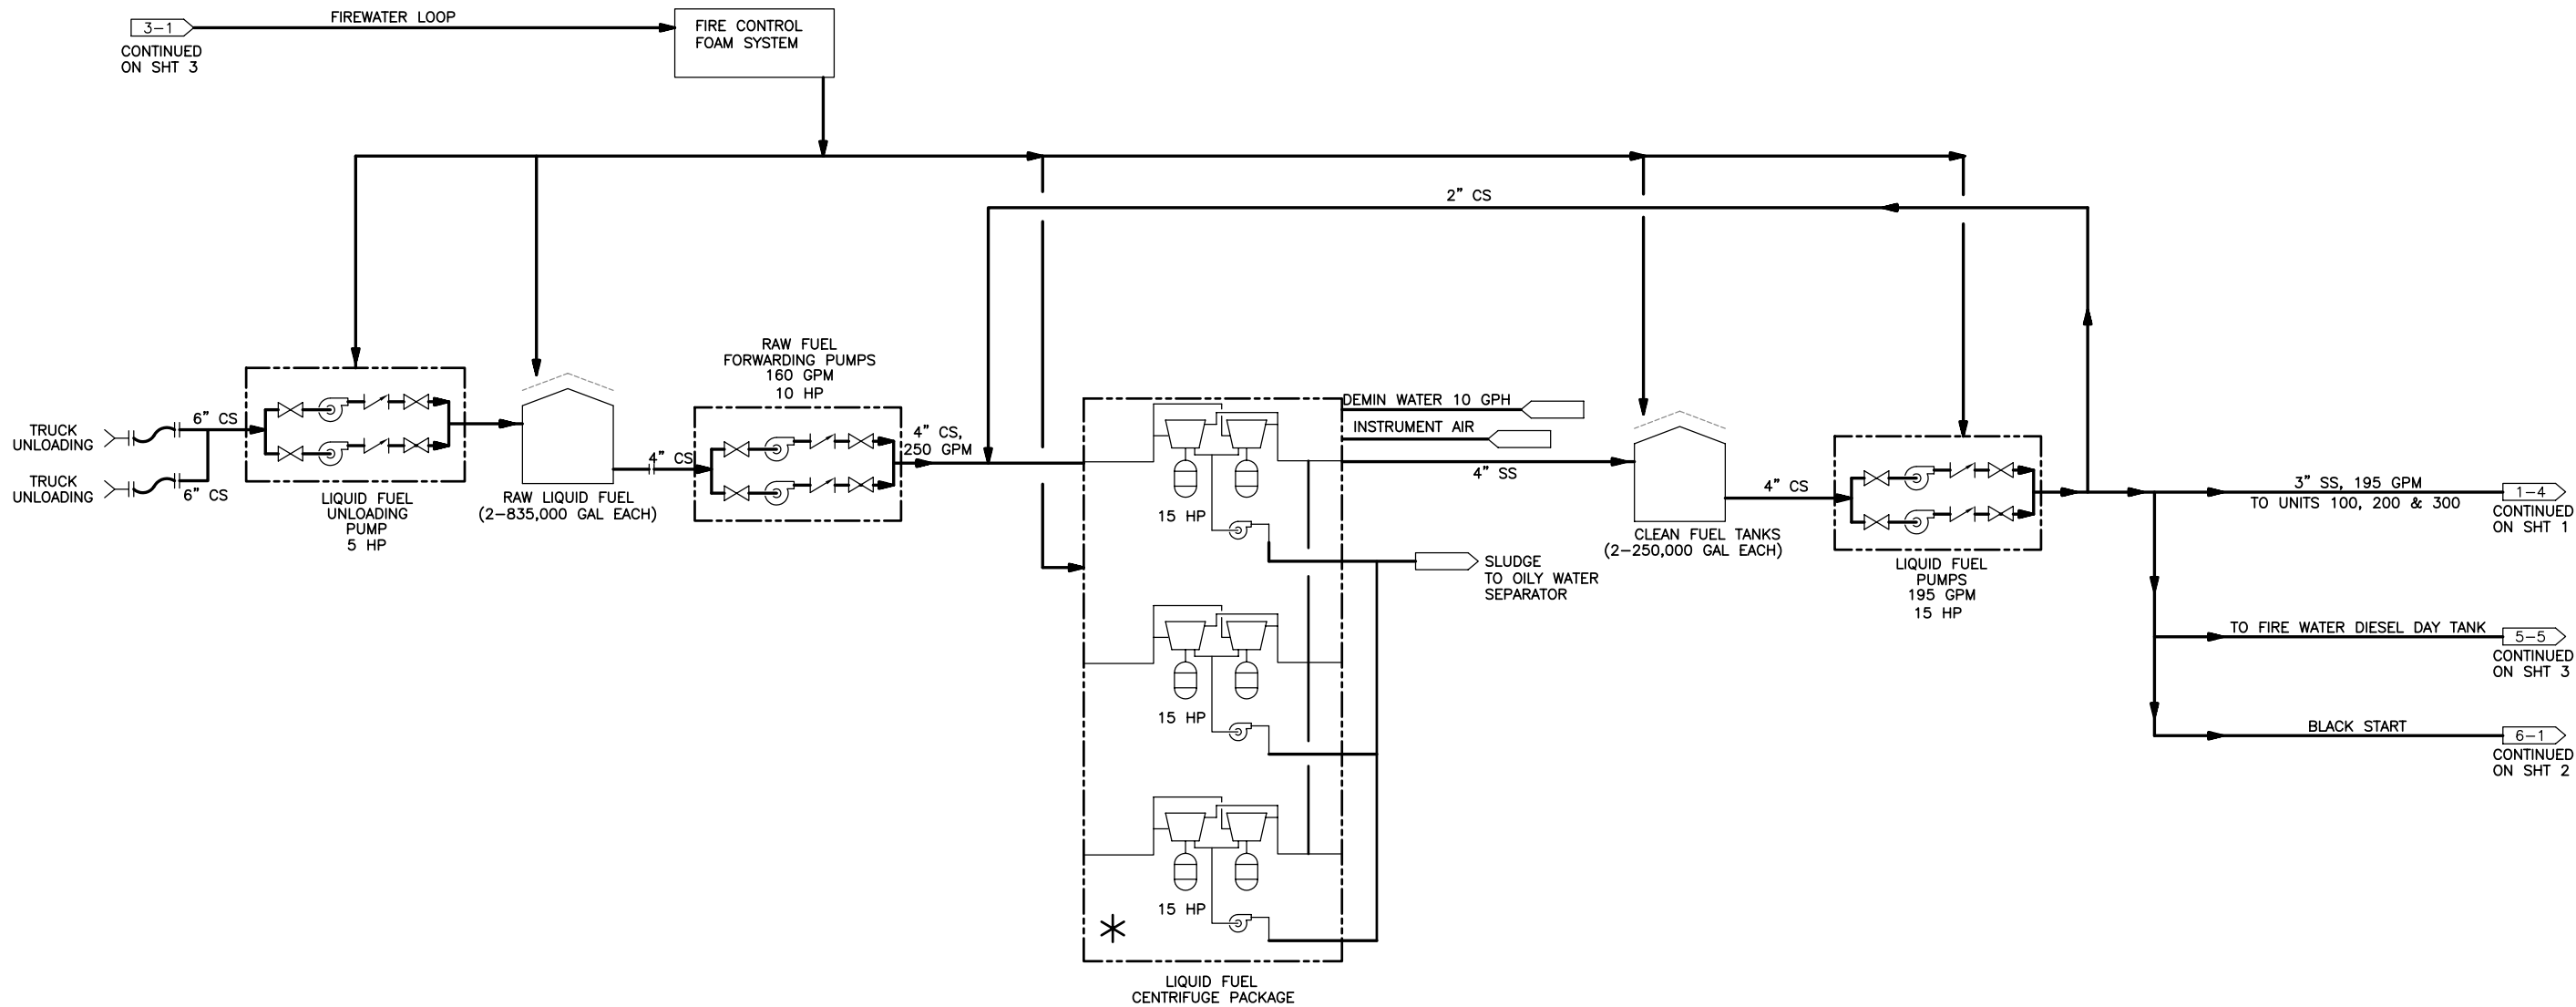 FIREWATER LOOP
3-1
CONTINUED
ON SHT 3
FIRE CONTROL
FOAM SYSTEM
2" CS
TRUCK
UNLOADING
6" CS
TRUCK
UNLOADING
6" CS
LIQUID FUEL
UNLOADING
PUMP
5 HP
RAW LIQUID FUEL
(2-835,000 GAL EACH)
4" CS
RAW FUEL
FORWARDING PUMPS
160 GPM
10 HP
4" CS,
250 GPM
15 HP
15 HP
15 HP
LIQUID FUEL
CENTRIFUGE PACKAGE
DEMIN WATER 10 GPH
INSTRUMENT AIR
4" SS
SLUDGE
TO OILY WATER
SEPARATOR
CLEAN FUEL TANKS
(2-250,000 GAL EACH)
4" CS
LIQUID FUEL
PUMPS
195 GPM
15 HP
3" SS, 195 GPM
TO UNITS 100, 200 & 300
1-4
CONTINUED
ON SHT 1
TO FIRE WATER DIESEL DAY TANK
5-5
CONTINUED
ON SHT 3
BLACK START
6-1
CONTINUED
ON SHT 2